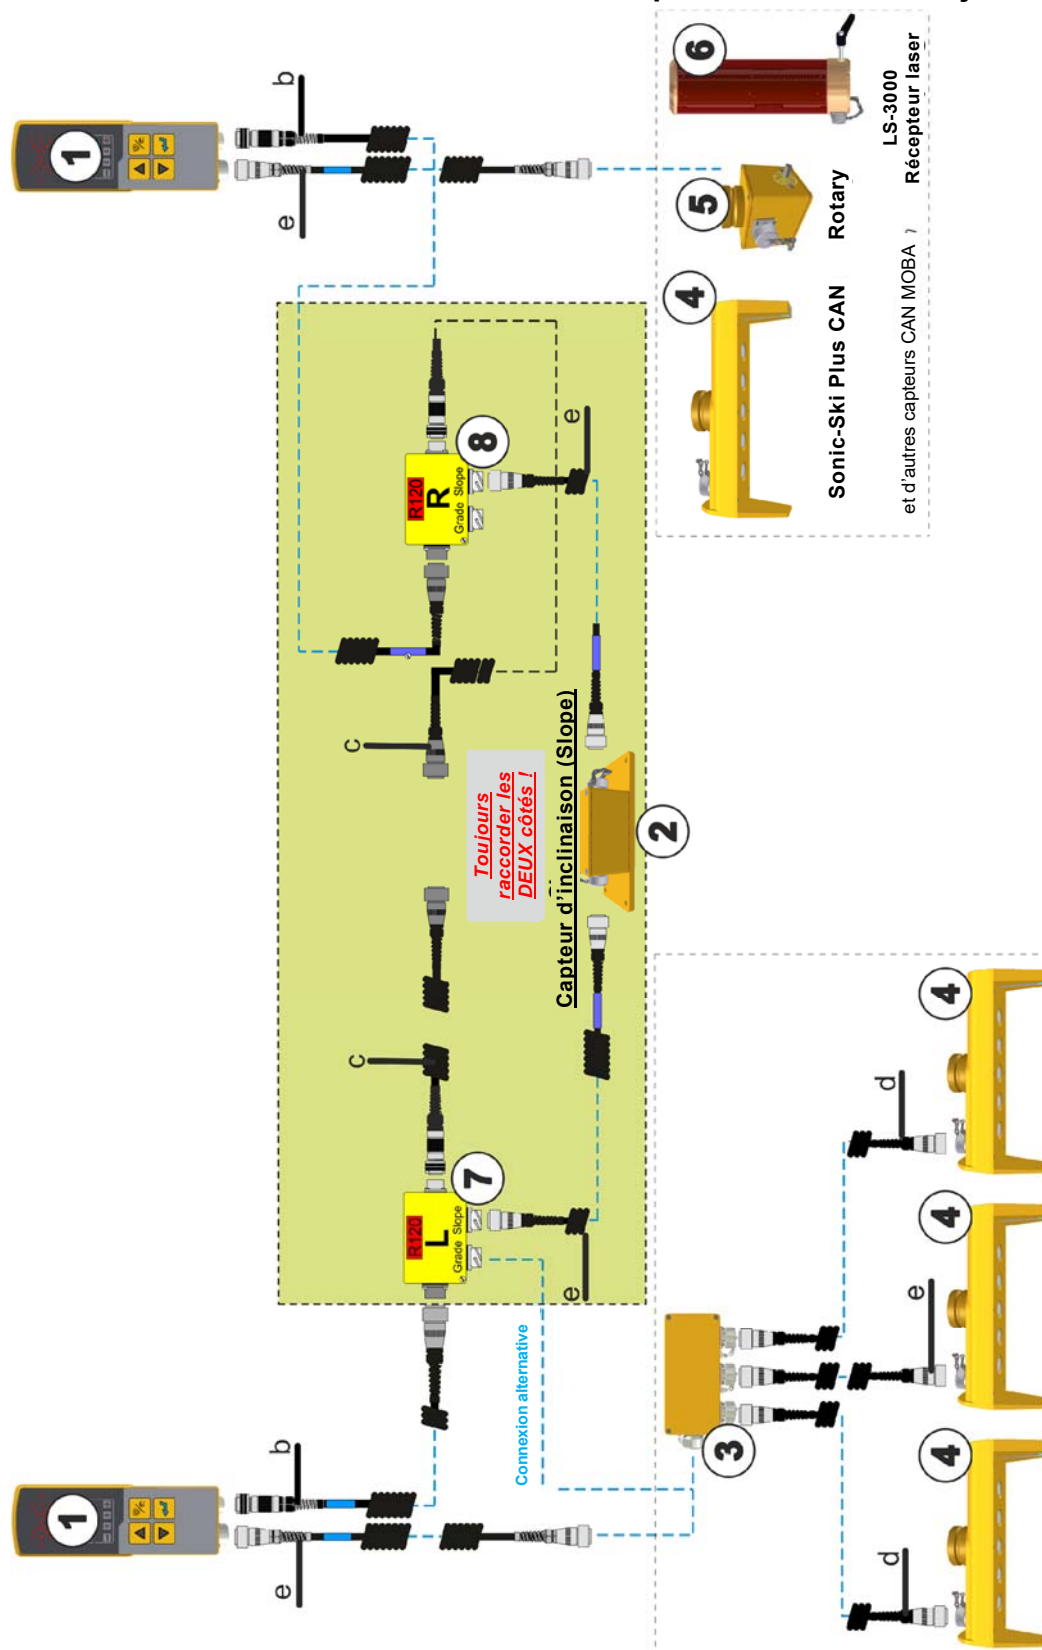 1
b
e
6
LS-3000
Récepteur laser
5
Rotary
4
Sonic-Ski Plus CAN
et d'autres capteurs CAN MOBA
R120
R
Grade Slope
8
e
c
Toujours
raccorder les
DEUX côtés !
Capteur d'inclinaison (Slope)
2
c
R120
L
Grade Slope
7
e
Connexion alternative
1
b
e
3
d
4
e
4
d
4